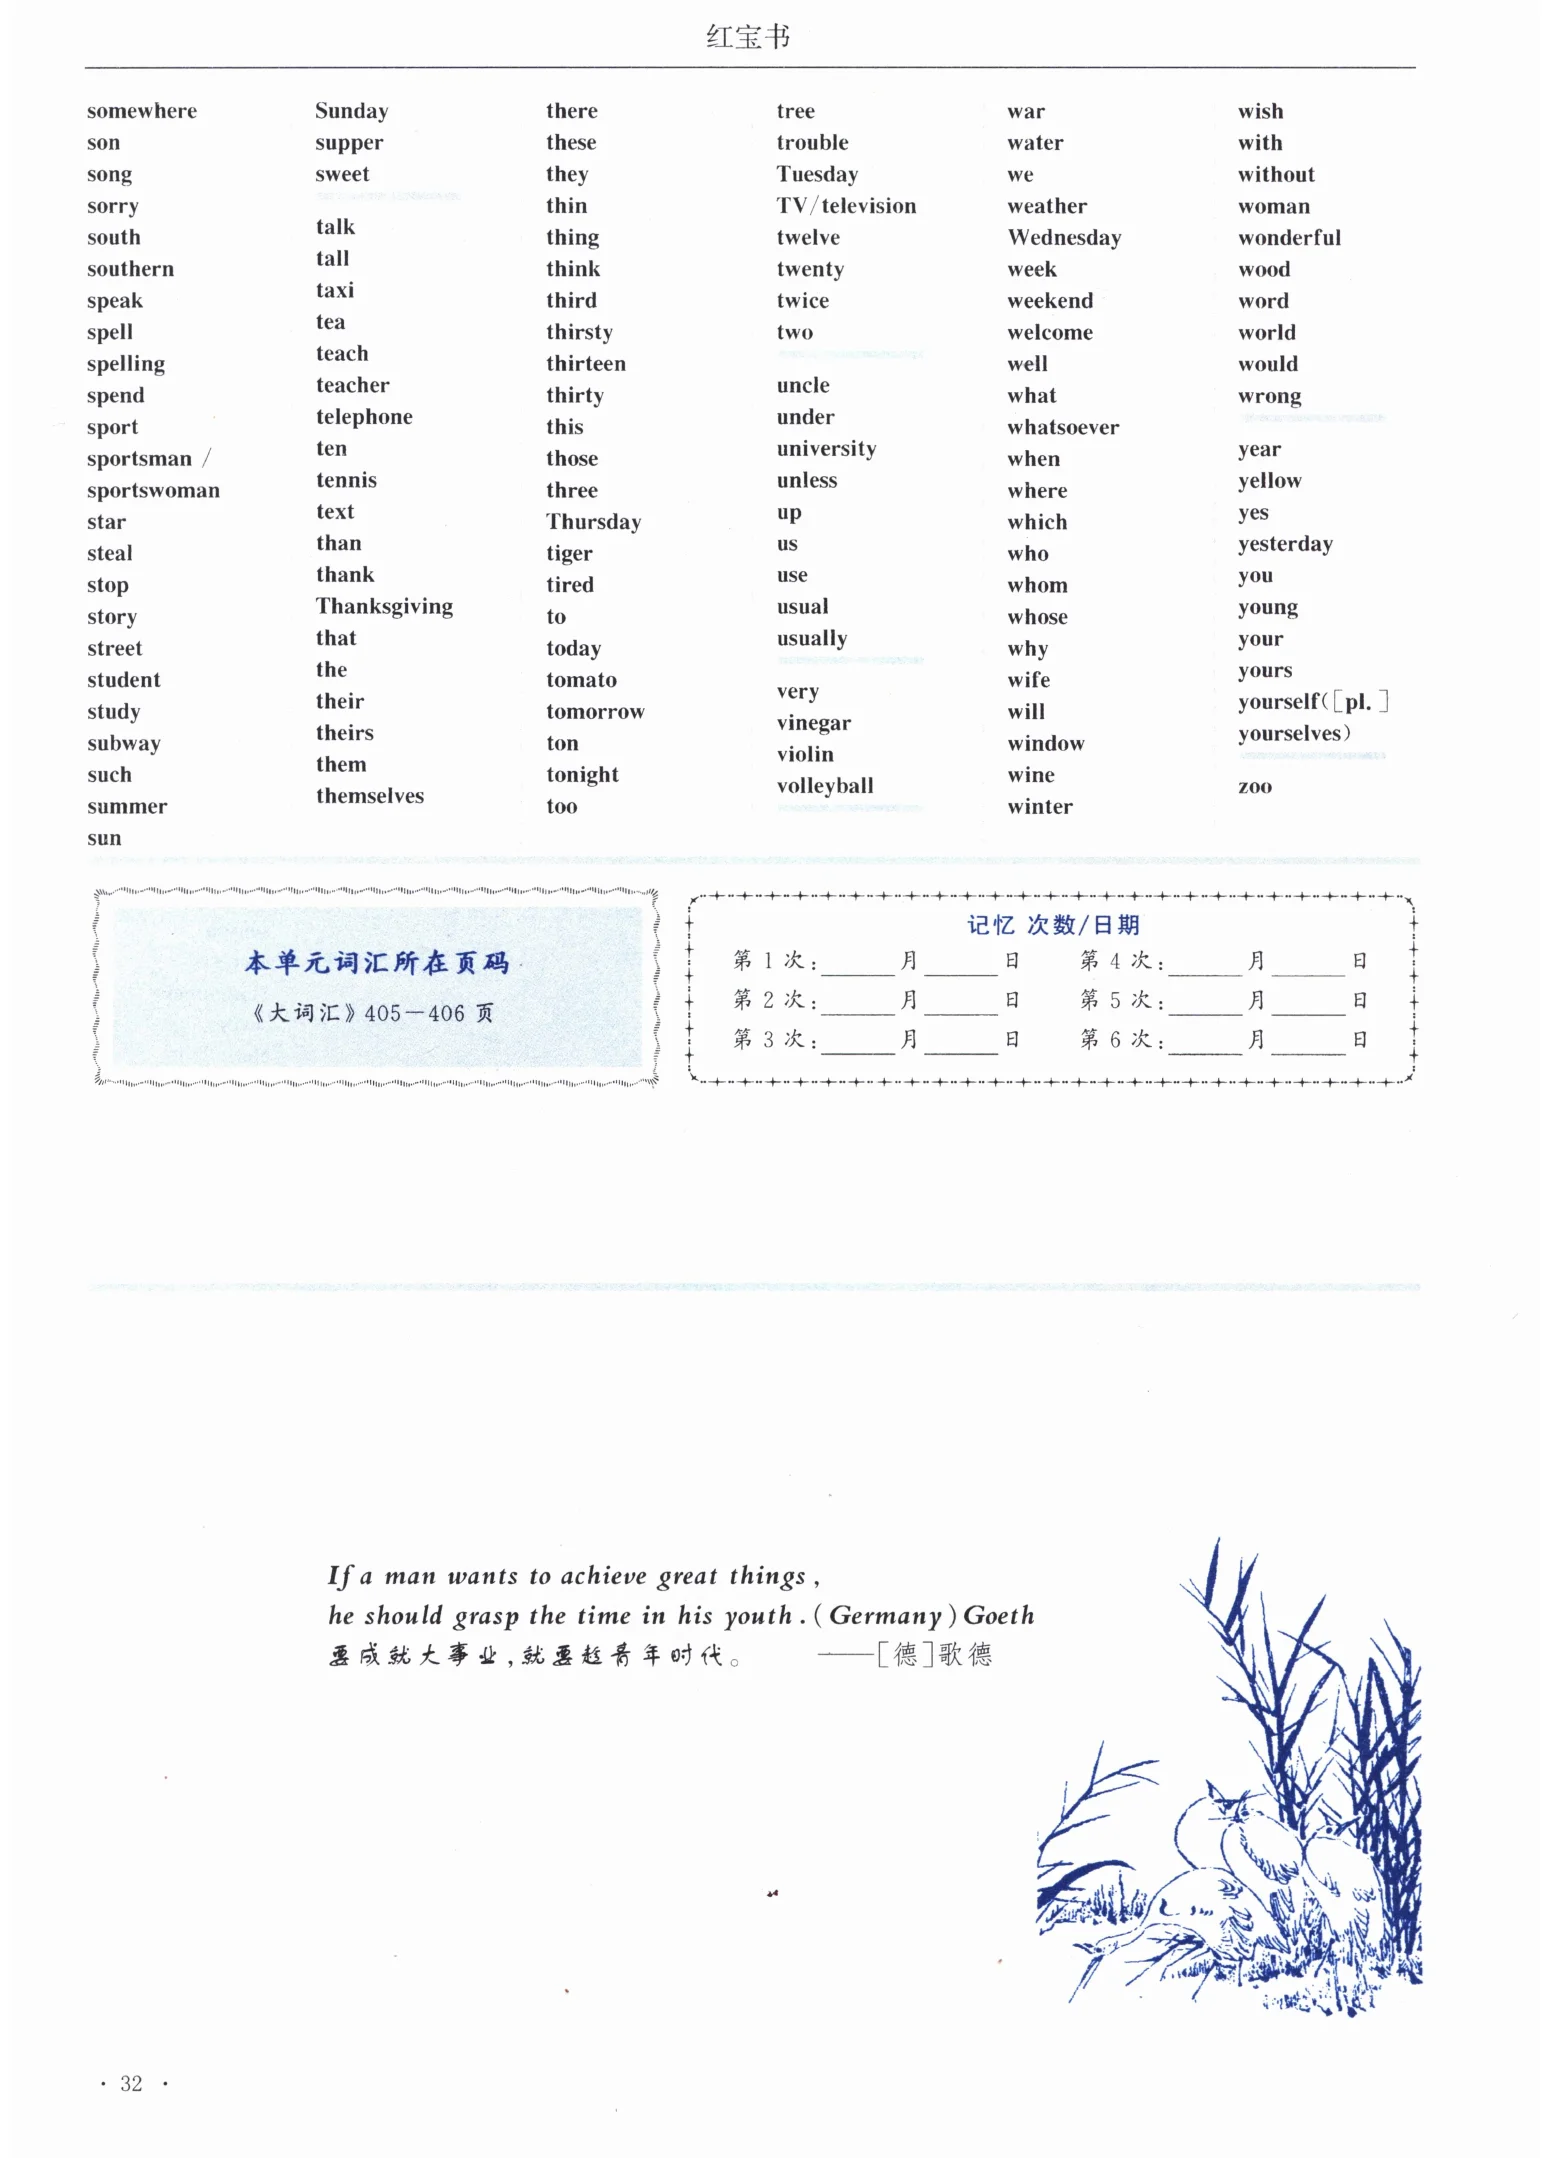 红宝书
somewhere
son
song
sorry
south
southern
speak
spell
spelling
spend
sport
sportsman /
sportswoman
star
steal
stop
story
street
student
study
subway
such
summer
sun
Sunday
supper
sweet
talk
tall
taxi
tea
teach
teacher
telephone
ten
tennis
text
than
thank
Thanksgiving
that
the
their
theirs
them
themselves
there
these
they
thin
thing
think
third
thirsty
thirteen
thirty
this
those
three
Thursday
tiger
tired
to
today
tomato
tomorrow
ton
tonight
too
tree
trouble
Tuesday
TV/television
twelve
twenty
twice
two
uncle
under
university
unless
up
us
use
usual
usually
very
vinegar
violin
volleyball
war
water
we
weather
Wednesday
week
weekend
welcome
well
what
whatsoever
when
where
which
who
whom
whose
why
wife
will
window
wine
winter
wish
with
without
woman
wonderful
wood
word
world
would
wrong
year
yellow
yes
yesterday
you
young
your
yours
yourself([pl. ]
yourselves)
zoo
本单元词汇所在页码
《大词汇》405—406 页
记忆 次数/日期
第 1 次:______月______日 第 4 次:______月______日
第 2 次:______月______日 第 5 次:______月______日
第 3 次:______月______日 第 6 次:______月______日
If a man wants to achieve great things,
he should grasp the time in his youth.(Germany)Goeth
要成就大事业,就要趁青年时代。 ——[德]歌德
· 32 ·